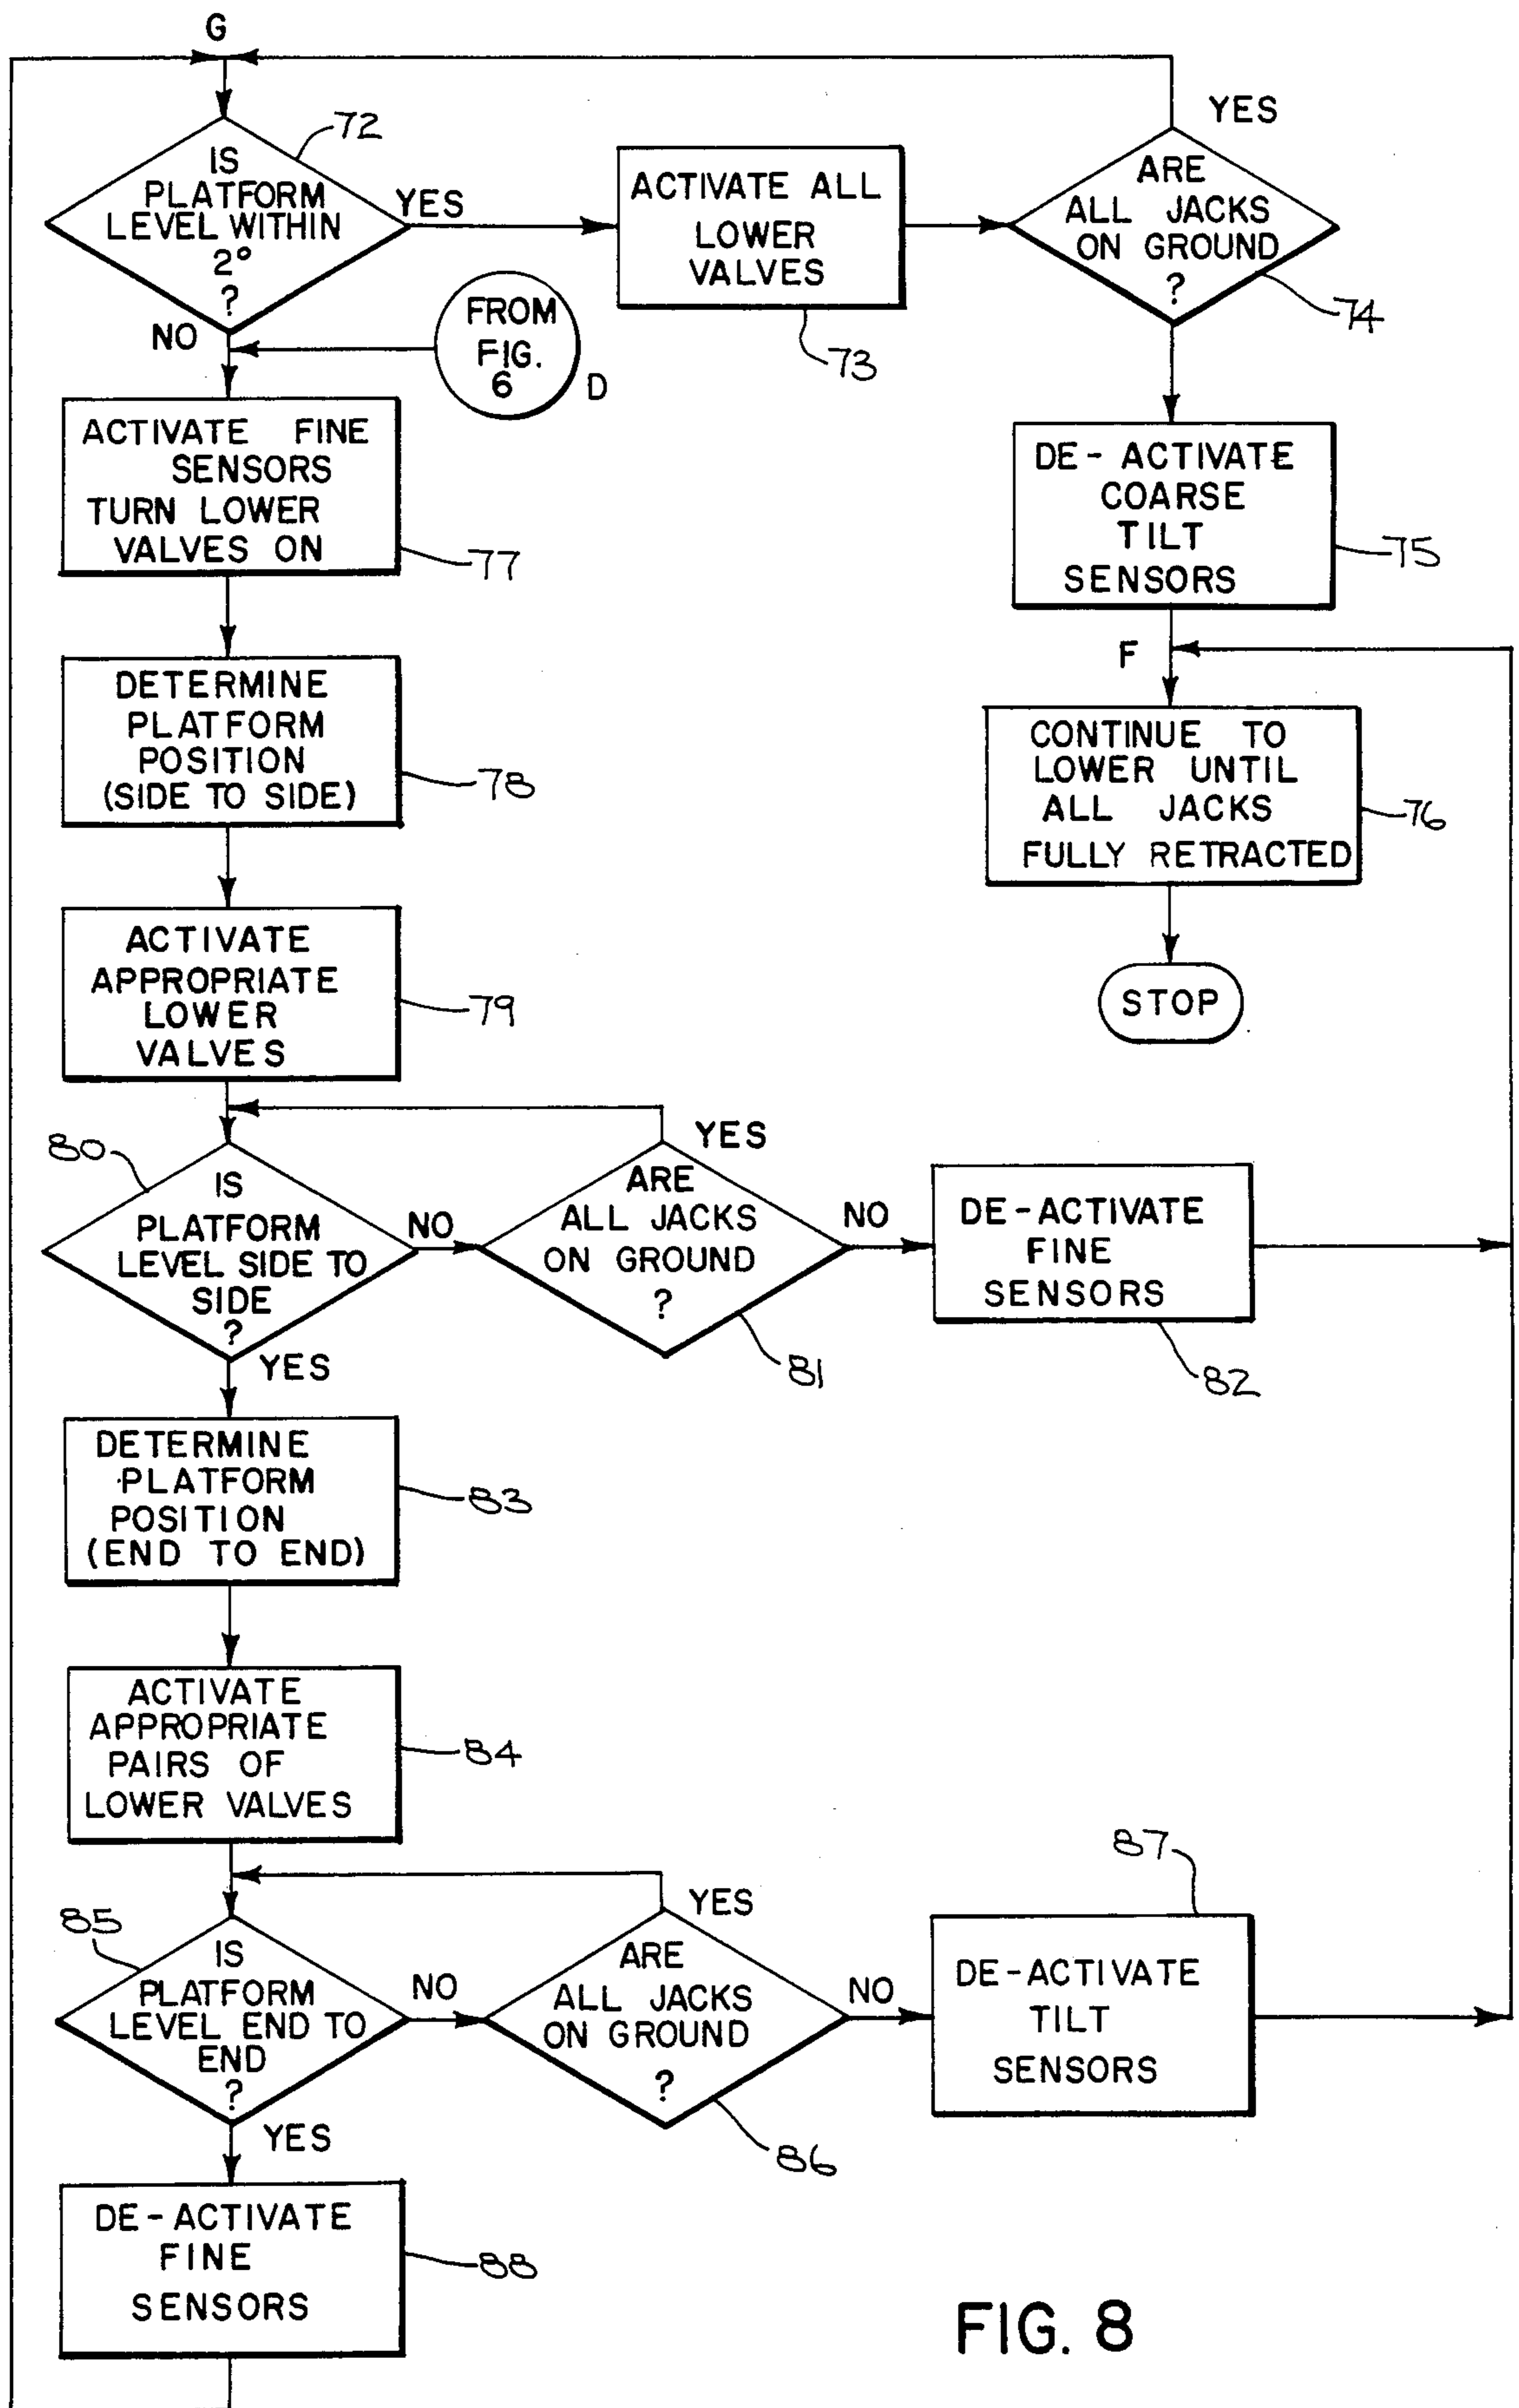 G
IS
PLATFORM
LEVEL WITHIN
2°
?
72
YES
NO
ACTIVATE ALL
LOWER
VALVES
73
YES
ARE
ALL JACKS
ON GROUND
?
74
FROM
FIG.
6
D
ACTIVATE FINE
SENSORS
TURN LOWER
VALVES ON
77
DE-ACTIVATE
COARSE
TILT
SENSORS
75
F
DETERMINE
PLATFORM
POSITION
(SIDE TO SIDE)
78
CONTINUE TO
LOWER UNTIL
ALL JACKS
FULLY RETRACTED
76
STOP
ACTIVATE
APPROPRIATE
LOWER
VALVES
79
80
IS
PLATFORM
LEVEL SIDE TO
SIDE
?
NO
YES
YES
ARE
ALL JACKS
ON GROUND
?
81
NO
DE-ACTIVATE
FINE
SENSORS
82
DETERMINE
PLATFORM
POSITION
(END TO END)
83
ACTIVATE
APPROPRIATE
PAIRS OF
LOWER VALVES
84
85
IS
PLATFORM
LEVEL END TO
END
?
NO
YES
YES
ARE
ALL JACKS
ON GROUND
?
86
NO
87
DE-ACTIVATE
TILT
SENSORS
DE-ACTIVATE
FINE
SENSORS
88
FIG. 8